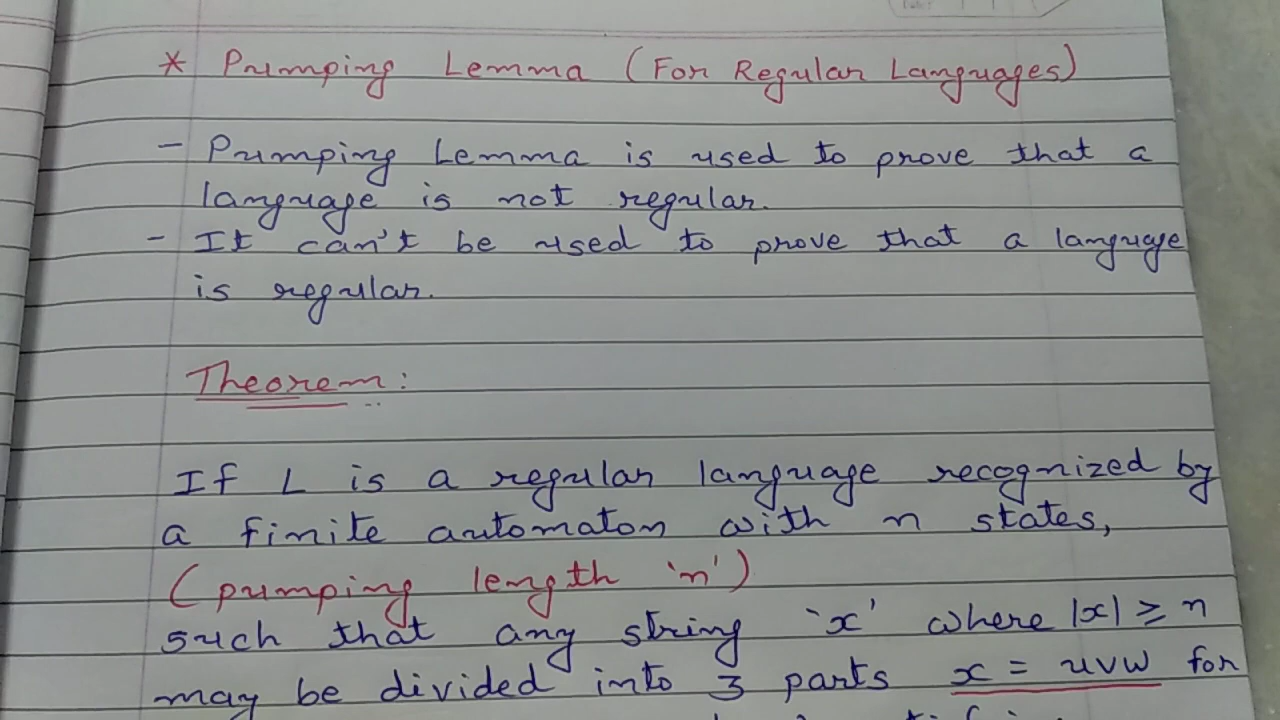 * Pumping Lemma (For Regular Languages)
- Pumping Lemma is used to prove that a
language is not regular.
- It can't be used to prove that a language
is regular.
Theorem:
If L is a regular language recognized by
a finite automaton with n states,
(pumping length 'n')
such that any string 'x' where |x| ≥ n
may be divided into 3 parts x = uvw for